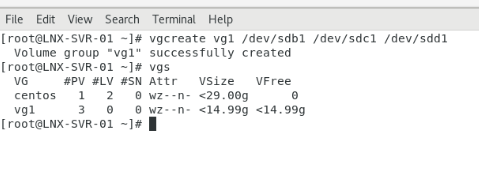 File Edit View Search Terminal Help
[root@LNX-SVR-01 ~]# vgcreate vg1 /dev/sdb1 /dev/sdc1 /dev/sdd1
  Volume group "vg1" successfully created
[root@LNX-SVR-01 ~]# vgs
  VG     #PV #LV #SN Attr   VSize   VFree
  centos   1   2   0 wz--n- <29.00g      0
  vg1      3   0   0 wz--n- <14.99g <14.99g
[root@LNX-SVR-01 ~]#